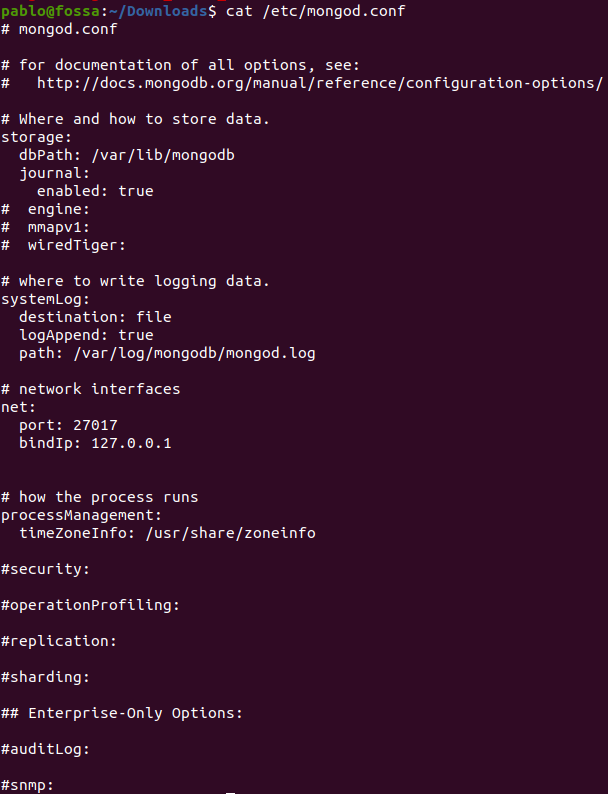 pablo@fossa:~/Downloads$ cat /etc/mongod.conf
# mongod.conf

# for documentation of all options, see:
#   http://docs.mongodb.org/manual/reference/configuration-options/

# Where and how to store data.
storage:
  dbPath: /var/lib/mongodb
  journal:
    enabled: true
#  engine:
#  mmapv1:
#  wiredTiger:

# where to write logging data.
systemLog:
  destination: file
  logAppend: true
  path: /var/log/mongodb/mongod.log

# network interfaces
net:
  port: 27017
  bindIp: 127.0.0.1


# how the process runs
processManagement:
  timeZoneInfo: /usr/share/zoneinfo

#security:

#operationProfiling:

#replication:

#sharding:

## Enterprise-Only Options:

#auditLog:

#snmp: